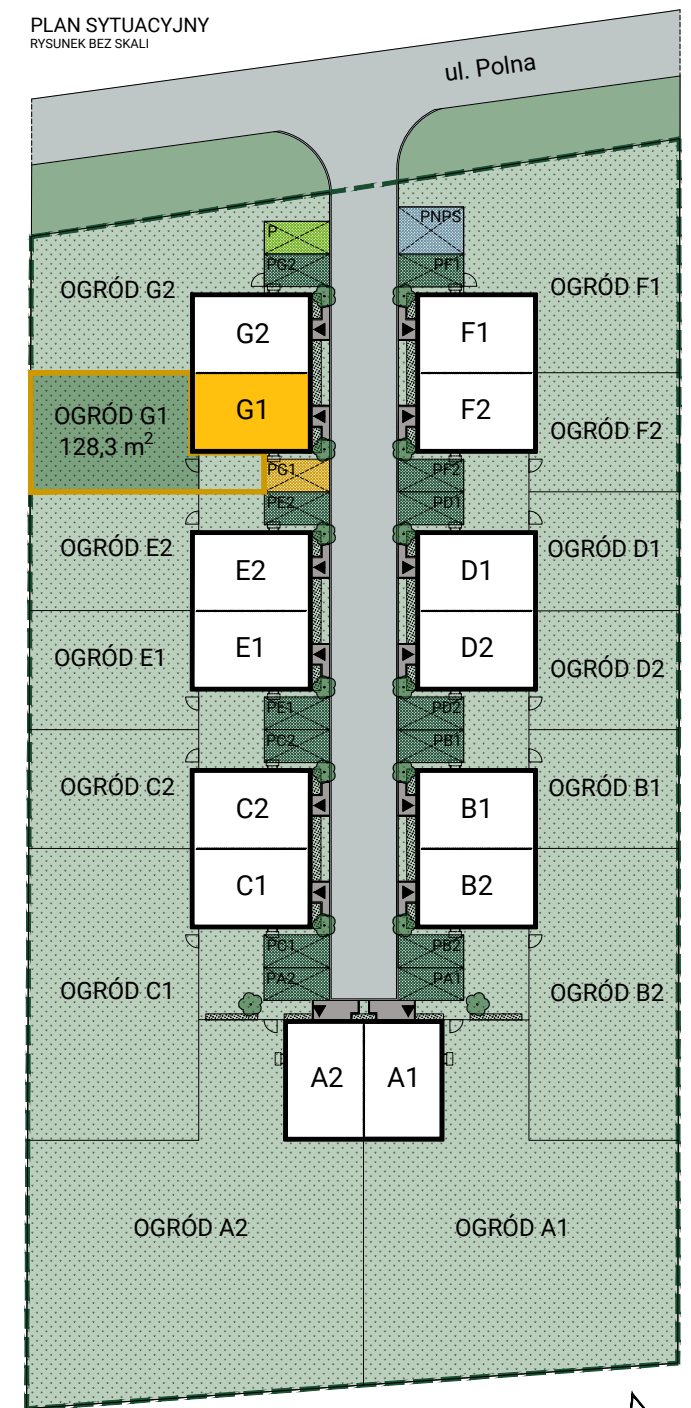 PLAN SYTUACYJNY
RYSUNEK BEZ SKALI
ul. Polna
P
PNPS
PG2
PF1
OGRÓD G2
OGRÓD F1
G2
F1
OGRÓD G1
128,3 m²
G1
F2
OGRÓD F2
PG1
PF2
PE2
PD1
OGRÓD E2
OGRÓD D1
E2
D1
OGRÓD E1
E1
D2
OGRÓD D2
PE1
PD2
PC2
PB1
OGRÓD C2
OGRÓD B1
C2
B1
C1
B2
PC1
PB2
PA2
PA1
OGRÓD C1
OGRÓD B2
A2
A1
OGRÓD A2
OGRÓD A1